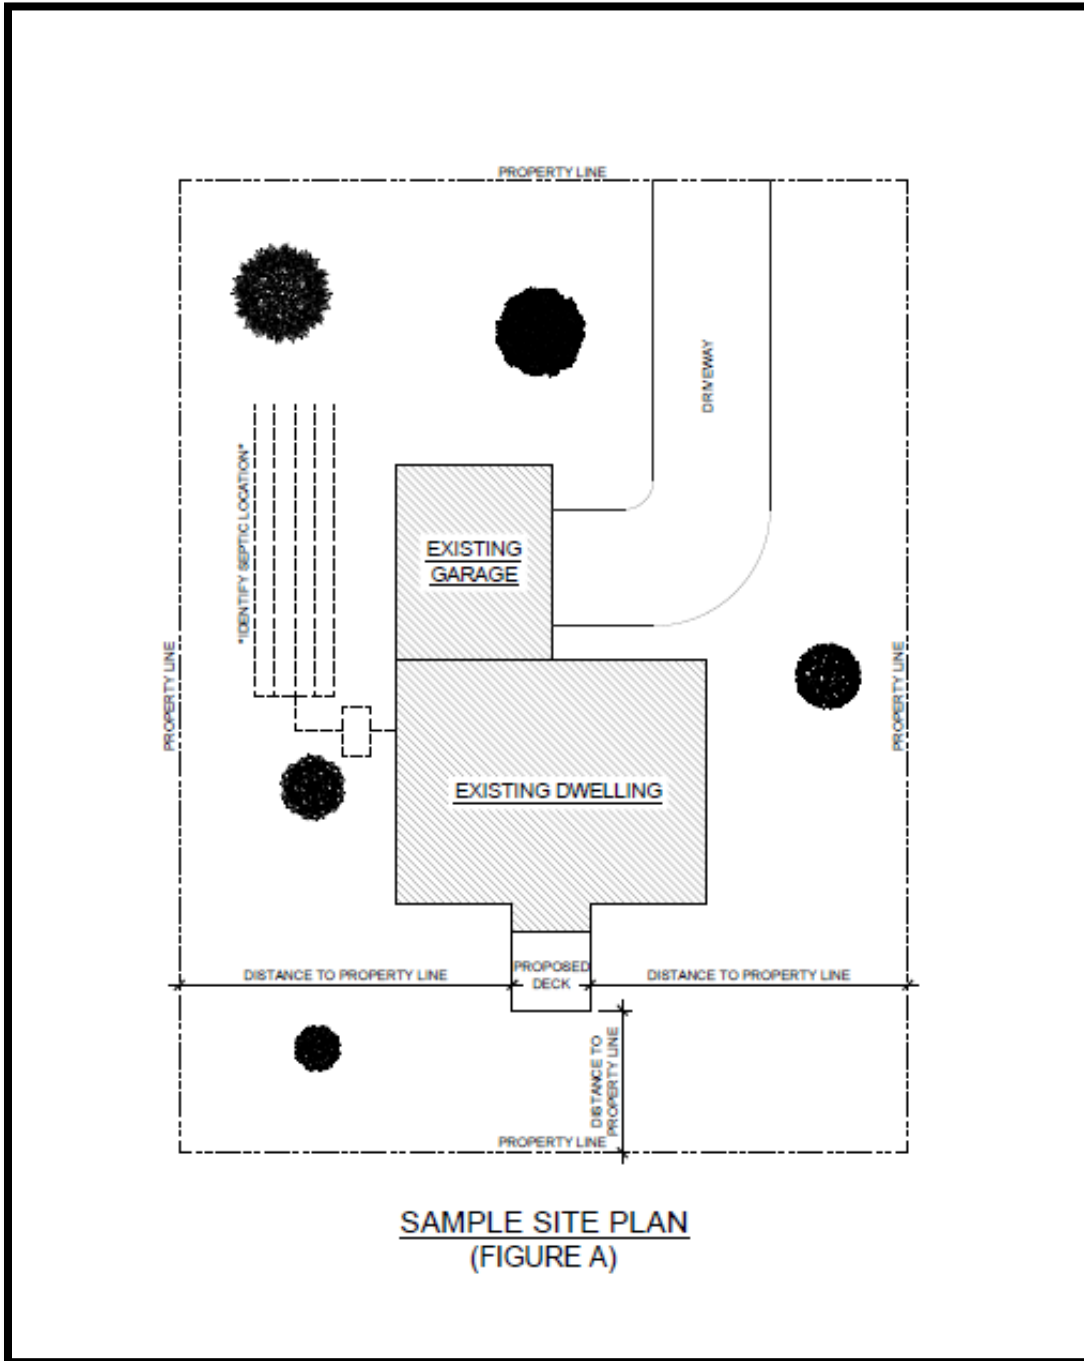 PROPERTY LINE
DRIVEWAY
*IDENTIFY SEPTIC LOCATION*
EXISTING
GARAGE
PROPERTY LINE
PROPERTY LINE
EXISTING DWELLING
DISTANCE TO PROPERTY LINE
PROPOSED
DECK
DISTANCE TO PROPERTY LINE
DISTANCE TO
PROPERTY LINE
PROPERTY LINE
SAMPLE SITE PLAN
(FIGURE A)